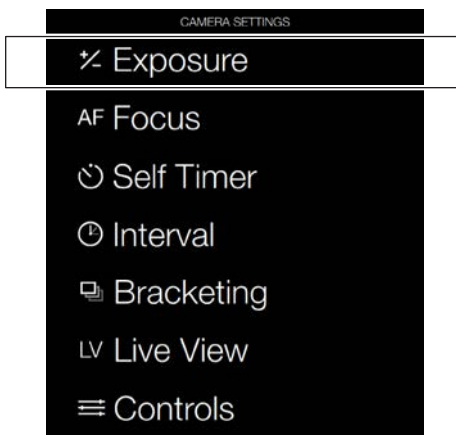 CAMERA SETTINGS
+/- Exposure
AF Focus
Self Timer
Interval
Bracketing
LV Live View
Controls